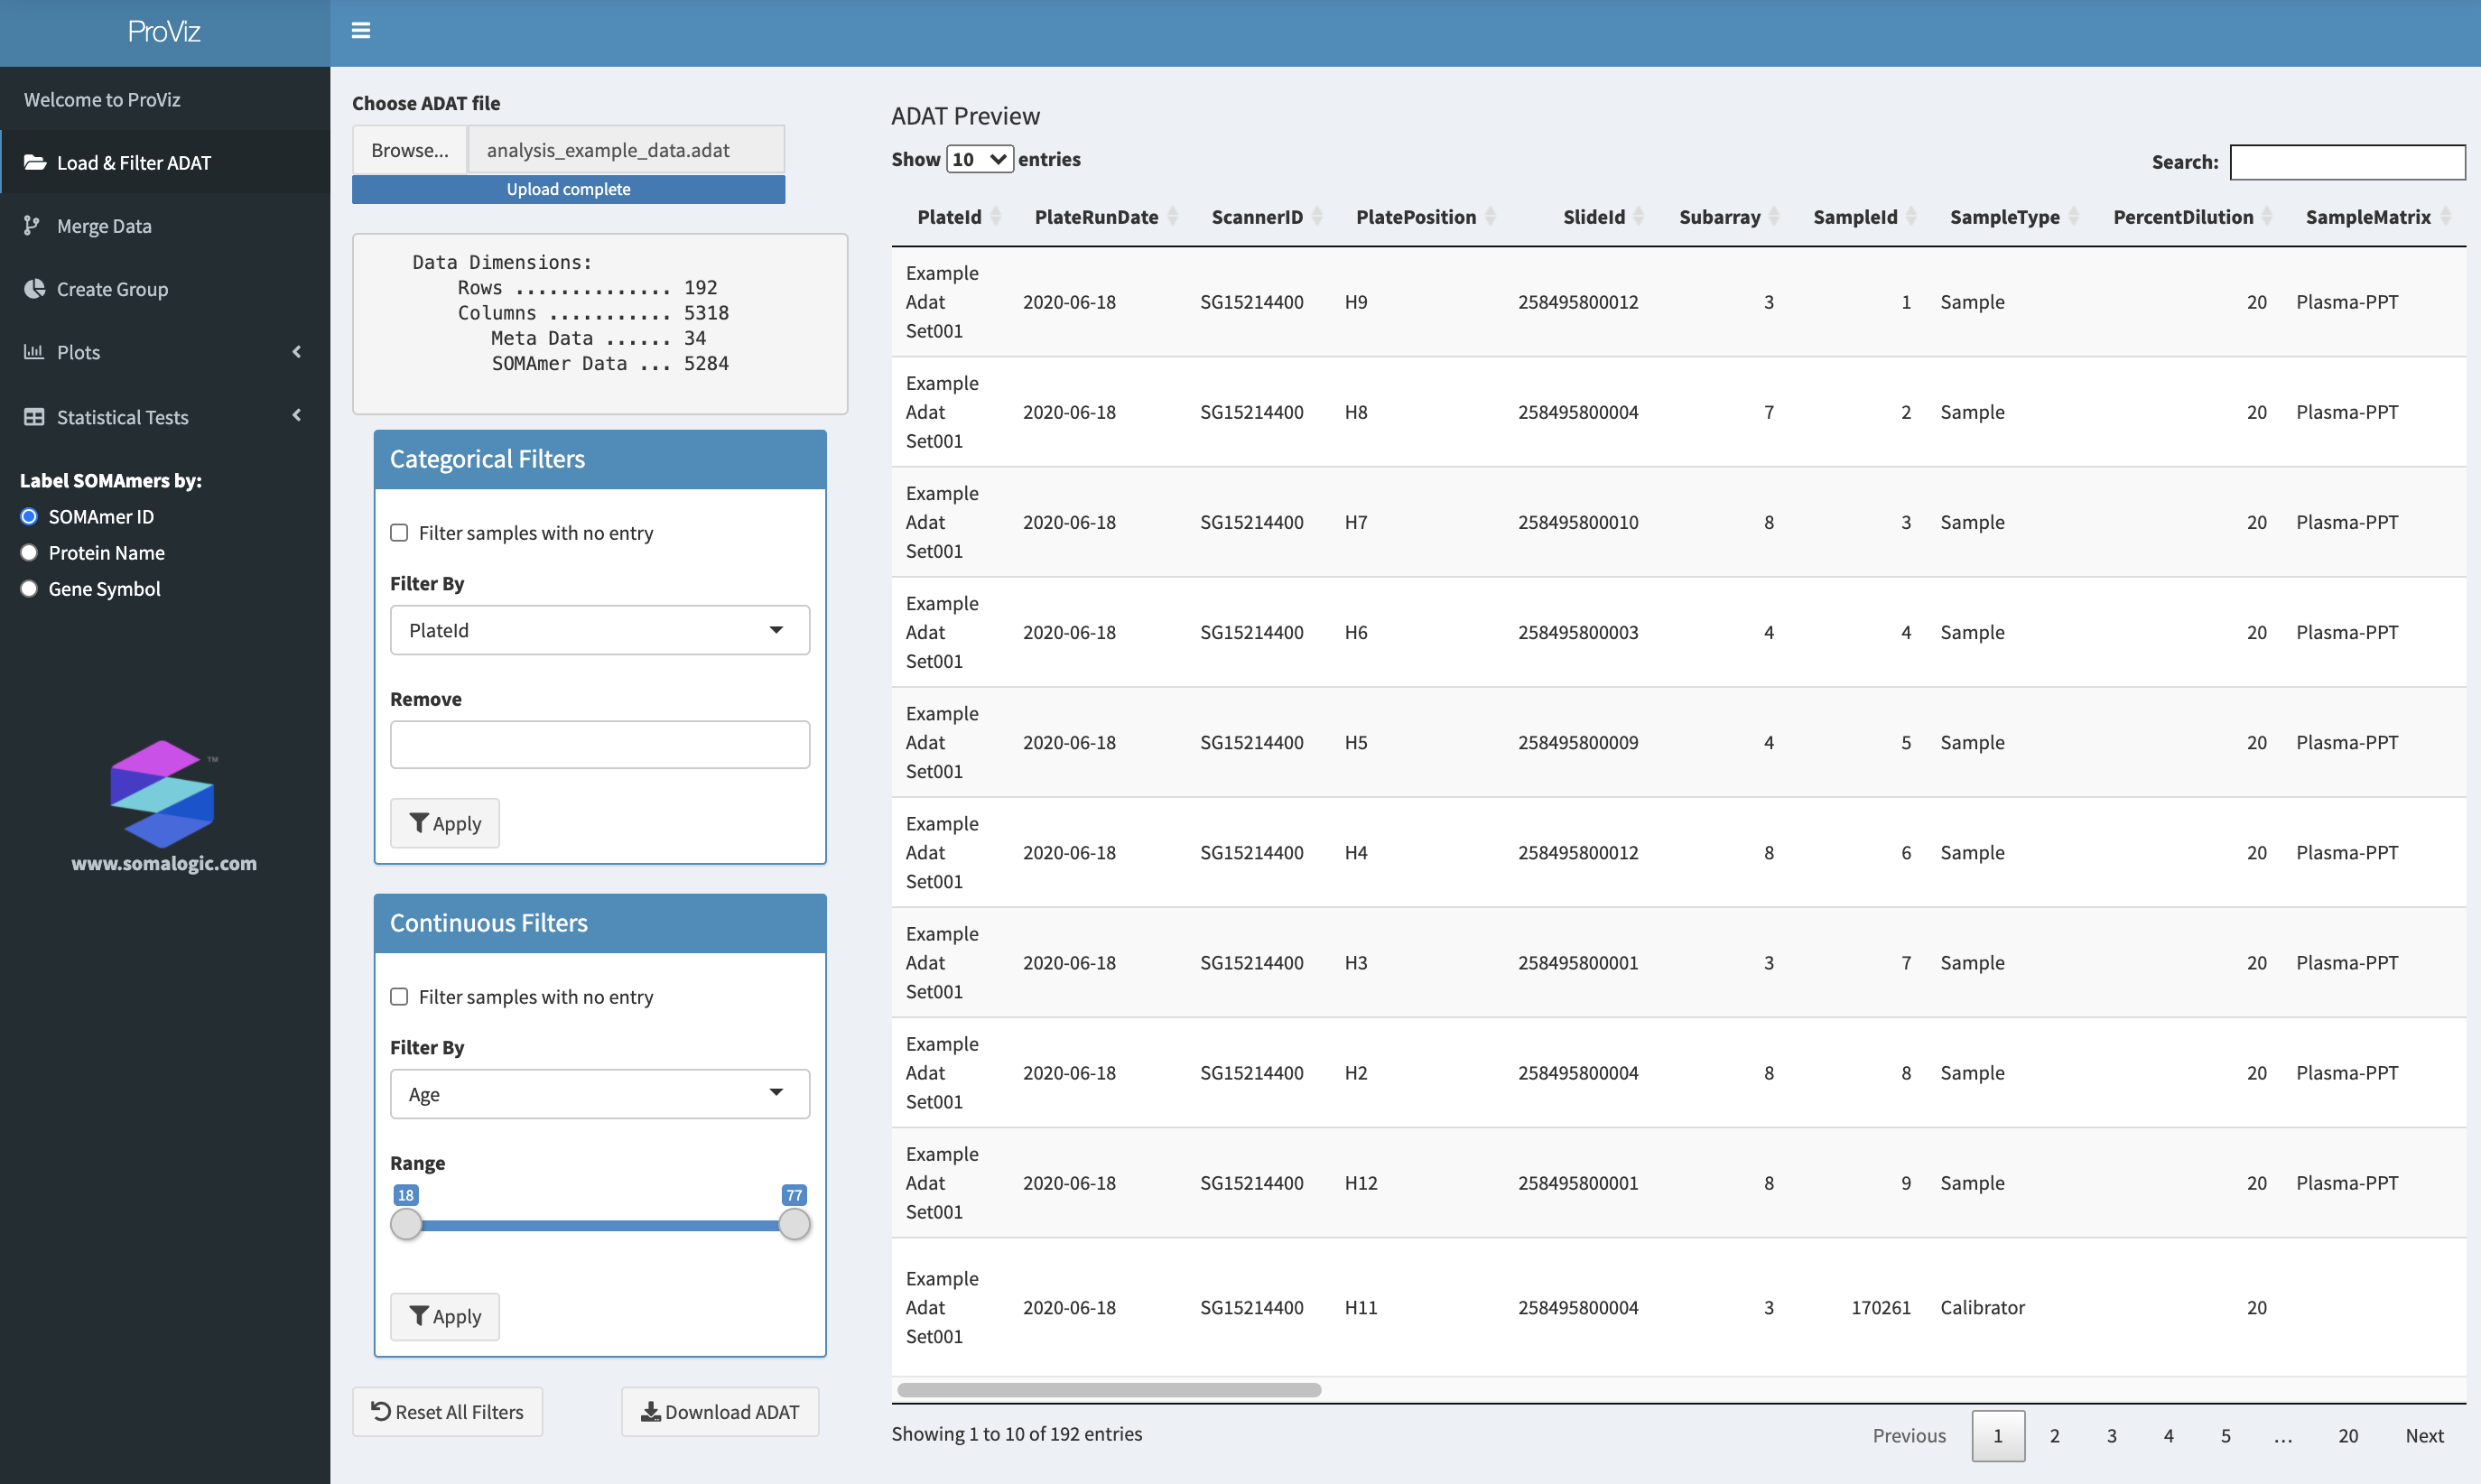 ProViz
Welcome to ProViz
Load & Filter ADAT
Merge Data
Create Group
Plots
Statistical Tests
Label SOMAmers by:
SOMAmer ID
Protein Name
Gene Symbol
TM
www.somalogic.com
Choose ADAT file
Browse... analysis_example_data.adat
Upload complete
Data Dimensions:
Rows .............. 192
Columns ........... 5318
Meta Data ...... 34
SOMAmer Data ... 5284
Categorical Filters
Filter samples with no entry
Filter By
PlateId
Remove
Apply
Continuous Filters
Filter samples with no entry
Filter By
Age
Range
18 77
Apply
Reset All Filters Download ADAT
ADAT Preview
Show 10 entries Search:
PlateId PlateRunDate ScannerID PlatePosition SlideId Subarray SampleId SampleType PercentDilution SampleMatrix
Example
Adat 2020-06-18 SG15214400 H9 258495800012 3 1 Sample 20 Plasma-PPT
Set001
Example
Adat 2020-06-18 SG15214400 H8 258495800004 7 2 Sample 20 Plasma-PPT
Set001
Example
Adat 2020-06-18 SG15214400 H7 258495800010 8 3 Sample 20 Plasma-PPT
Set001
Example
Adat 2020-06-18 SG15214400 H6 258495800003 4 4 Sample 20 Plasma-PPT
Set001
Example
Adat 2020-06-18 SG15214400 H5 258495800009 4 5 Sample 20 Plasma-PPT
Set001
Example
Adat 2020-06-18 SG15214400 H4 258495800012 8 6 Sample 20 Plasma-PPT
Set001
Example
Adat 2020-06-18 SG15214400 H3 258495800001 3 7 Sample 20 Plasma-PPT
Set001
Example
Adat 2020-06-18 SG15214400 H2 258495800004 8 8 Sample 20 Plasma-PPT
Set001
Example
Adat 2020-06-18 SG15214400 H12 258495800001 8 9 Sample 20 Plasma-PPT
Set001
Example
Adat 2020-06-18 SG15214400 H11 258495800004 3 170261 Calibrator 20
Set001
Showing 1 to 10 of 192 entries Previous 1 2 3 4 5 … 20 Next